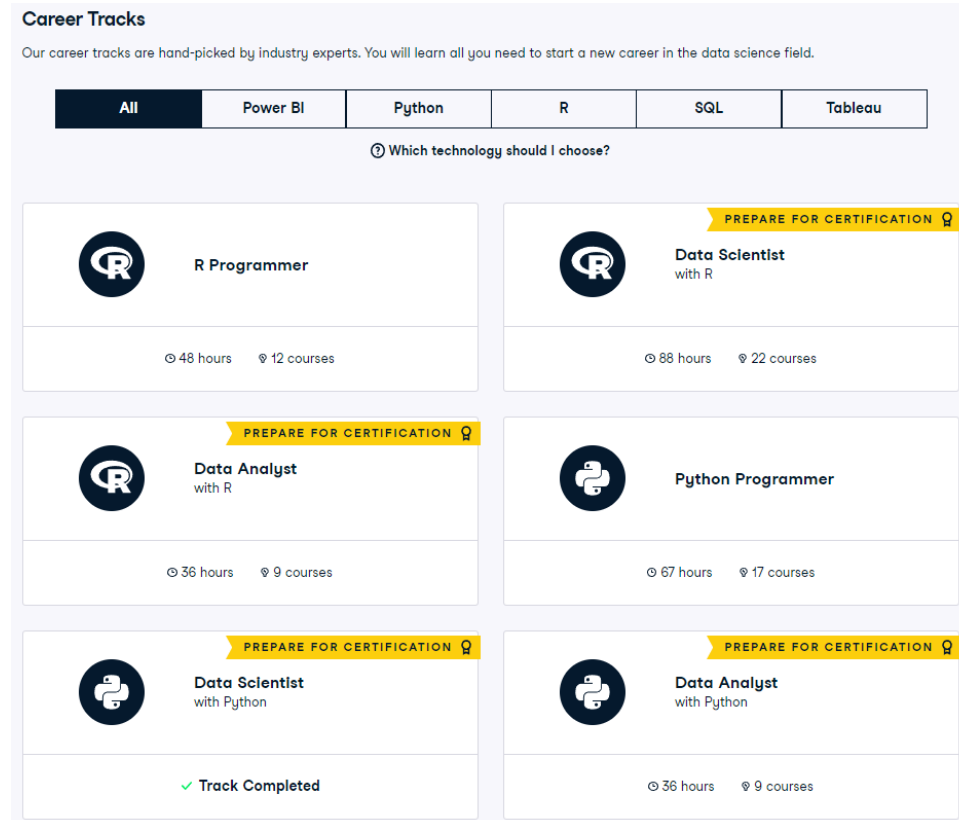 Career Tracks
Our career tracks are hand-picked by industry experts. You will learn all you need to start a new career in the data science field.
All Power BI Python R SQL Tableau
Which technology should I choose?
R Programmer
48 hours 12 courses
PREPARE FOR CERTIFICATION
Data Scientist
with R
88 hours 22 courses
PREPARE FOR CERTIFICATION
Data Analyst
with R
36 hours 9 courses
Python Programmer
67 hours 17 courses
PREPARE FOR CERTIFICATION
Data Scientist
with Python
Track Completed
PREPARE FOR CERTIFICATION
Data Analyst
with Python
36 hours 9 courses